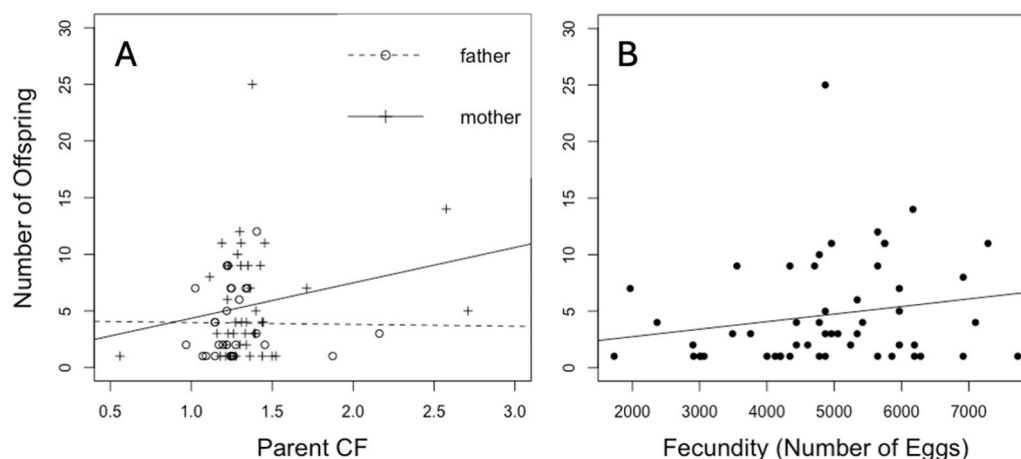 A
father
mother
Number of Offspring
30
25
20
15
10
5
0
0.5 1.0 1.5 2.0 2.5 3.0
Parent CF
B
30
25
20
15
10
5
0
2000 3000 4000 5000 6000 7000
Fecundity (Number of Eggs)